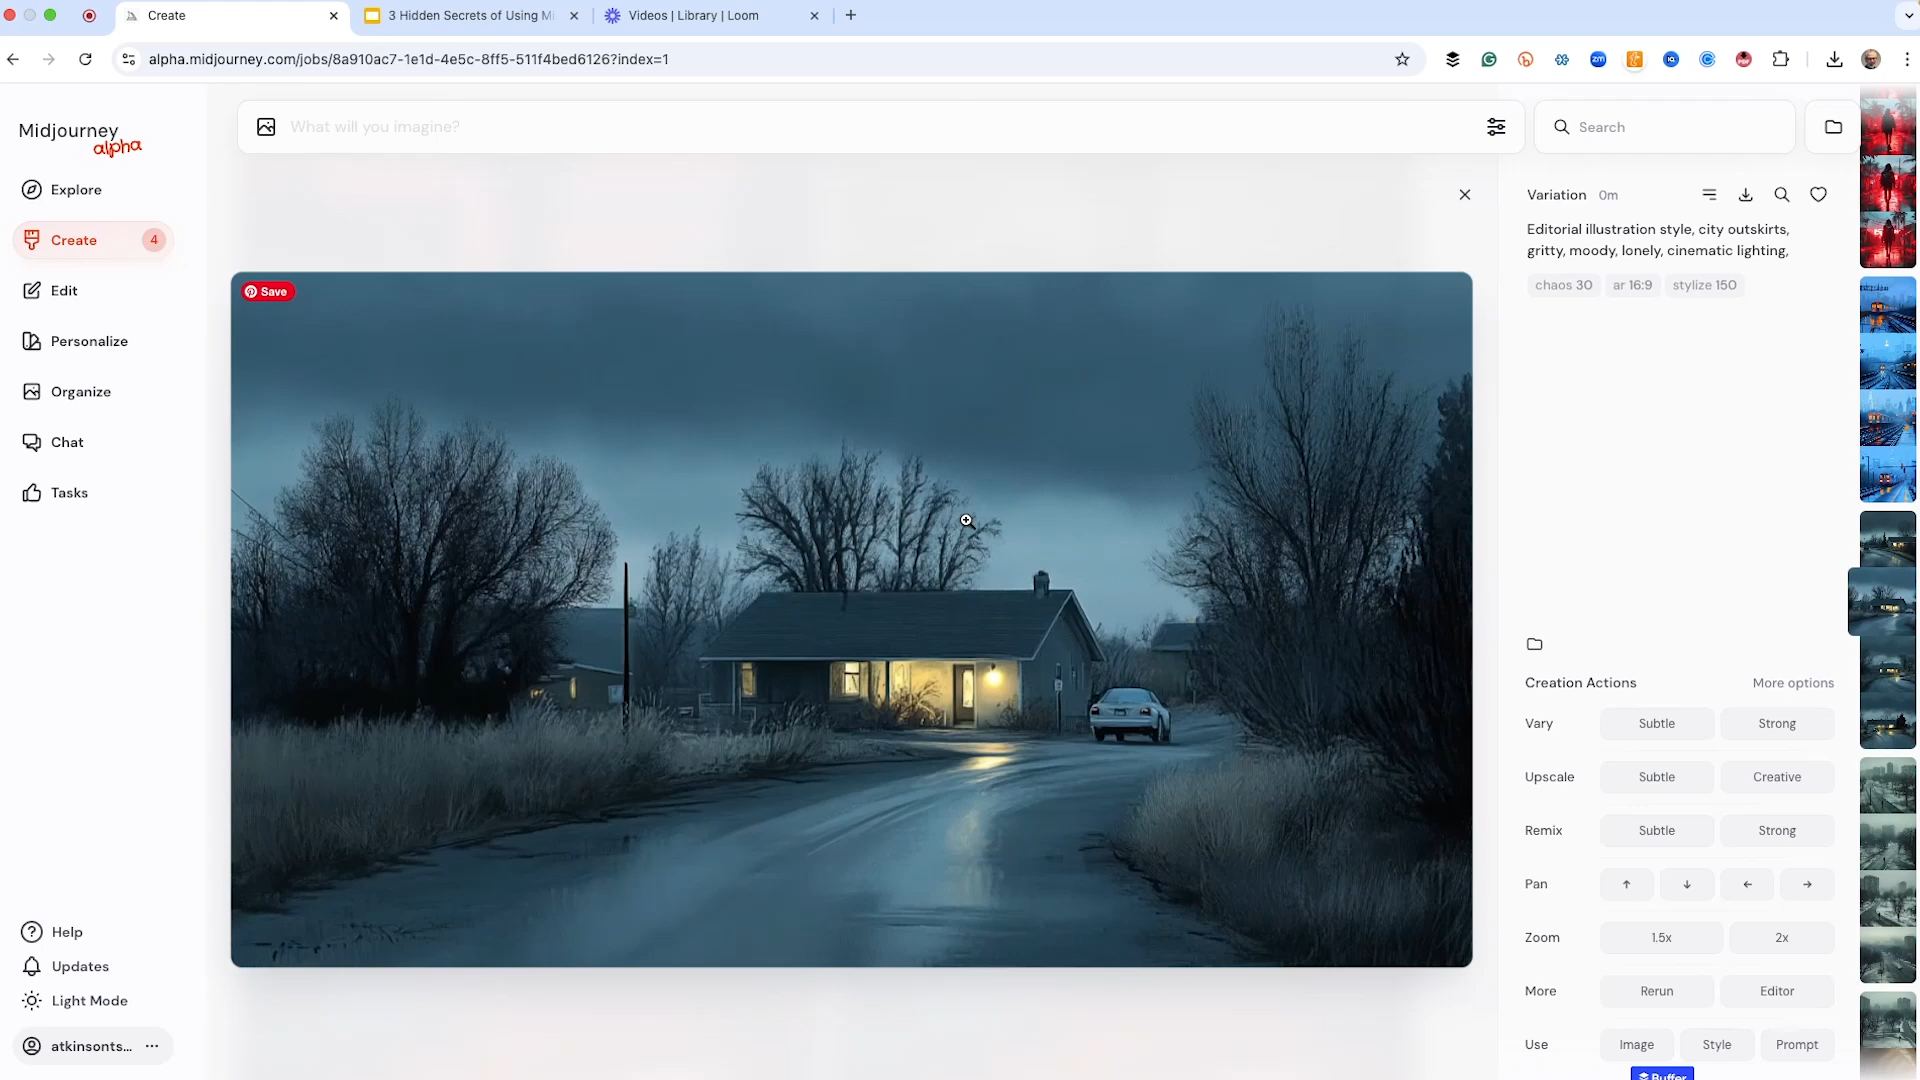 Create
3 Hidden Secrets of Using Mi
Videos | Library | Loom
alpha.midjourney.com/jobs/8a910ac7-1e1d-4e5c-8ff5-511f4bed6126?index=1
Midjourney
alpha
What will you imagine?
Search
Explore
Create 4
Edit
Personalize
Organize
Chat
Tasks
Help
Updates
Light Mode
atkinsonts... ...
Save
Variation 0m
Editorial illustration style, city outskirts,
gritty, moody, lonely, cinematic lighting,
chaos 30 ar 16:9 stylize 150
Creation Actions More options
Vary Subtle Strong
Upscale Subtle Creative
Remix Subtle Strong
Pan ↑ ↓ ← →
Zoom 1.5x 2x
More Rerun Editor
Use Image Style Prompt
Buffer